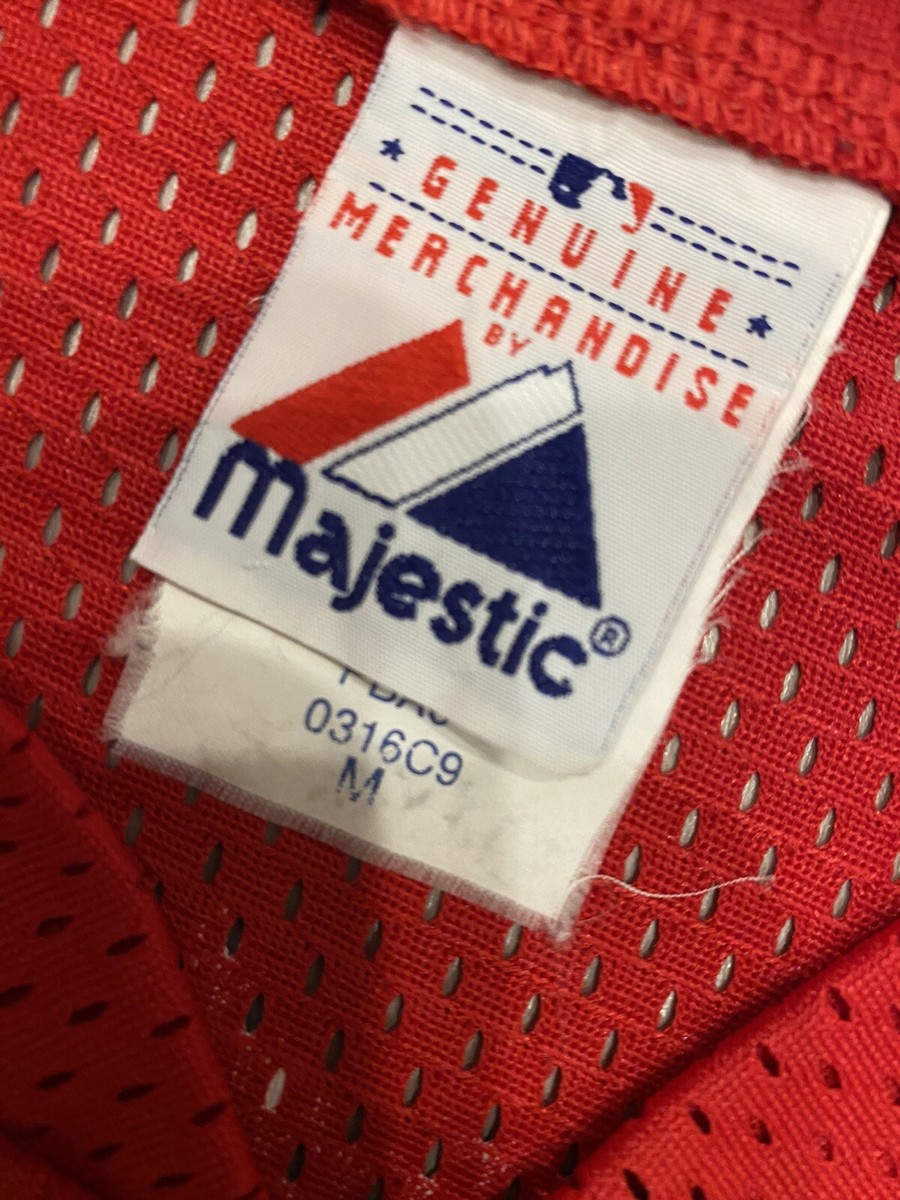 GENUINE
MERCHANDISE
BY
majestic®
0316C9
M